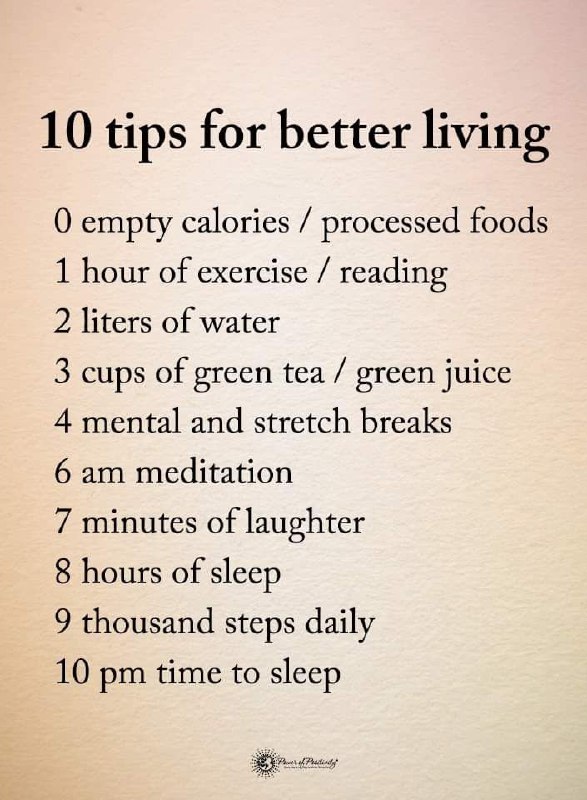 10 tips for better living
0 empty calories / processed foods
1 hour of exercise / reading
2 liters of water
3 cups of green tea / green juice
4 mental and stretch breaks
6 am meditation
7 minutes of laughter
8 hours of sleep
9 thousand steps daily
10 pm time to sleep
Power of Positivity